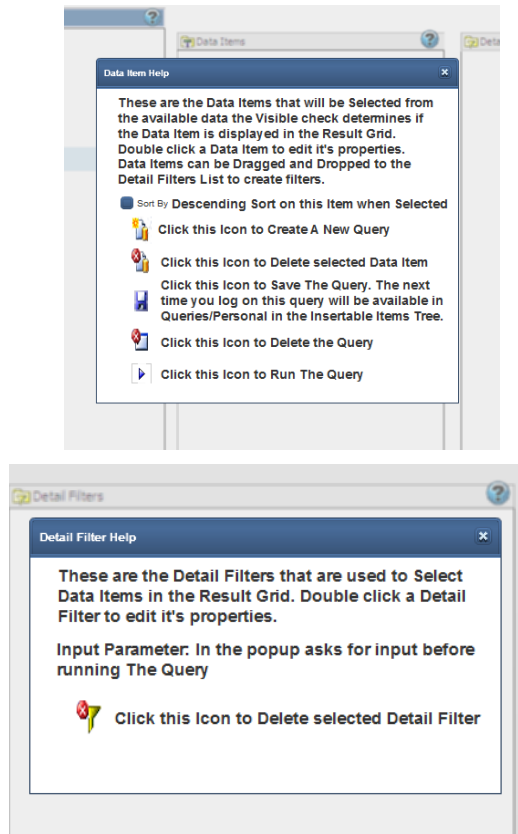 Data Items
Deta
Data Item Help
These are the Data Items that will be Selected from
the available data the Visible check determines if
the Data Item is displayed in the Result Grid.
Double click a Data Item to edit it's properties.
Data Items can be Dragged and Dropped to the
Detail Filters List to create filters.
Sort By Descending Sort on this Item when Selected
Click this Icon to Create A New Query
Click this Icon to Delete selected Data Item
Click this Icon to Save The Query. The next
time you log on this query will be available in
Queries/Personal in the Insertable Items Tree.
Click this Icon to Delete the Query
Click this Icon to Run The Query
Detail Filters
Detail Filter Help
These are the Detail Filters that are used to Select
Data Items in the Result Grid. Double click a Detail
Filter to edit it's properties.
Input Parameter: In the popup asks for input before
running The Query
Click this Icon to Delete selected Detail Filter